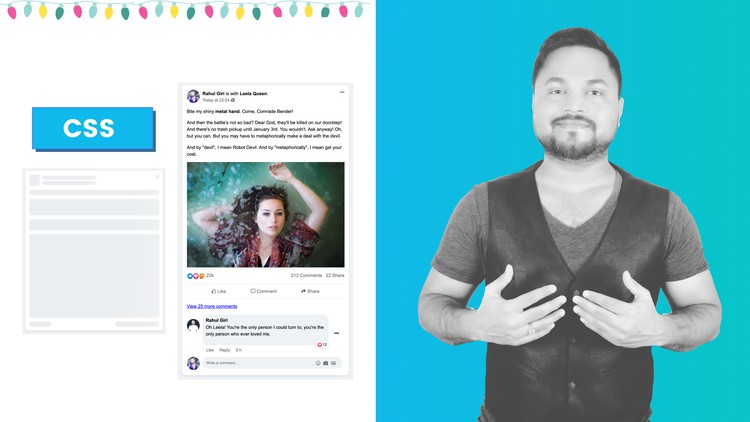 CSS
Rahul Giri is with Leela Queen.
Today at 22:24
Bite my shiny metal hand. Come, Comrade Bender!
And then the battle's not so bad? Dear God, they'll be killed on our doorstep!
And there's no trash pickup until January 3rd. You wouldn't. Ask anyway! Oh,
but you can. But you may have to metaphorically make a deal with the devil.
And by "devil", I mean Robot Devil. And by "metaphorically", I mean get your
coat.
22k
212 Comments 22 Share
Like Comment Share
View 25 more comments
Rahul Giri
Oh Leela! You're the only person I could turn to; you're the
only person who ever loved me.
12
Like Reply 9 h
Write a comment...